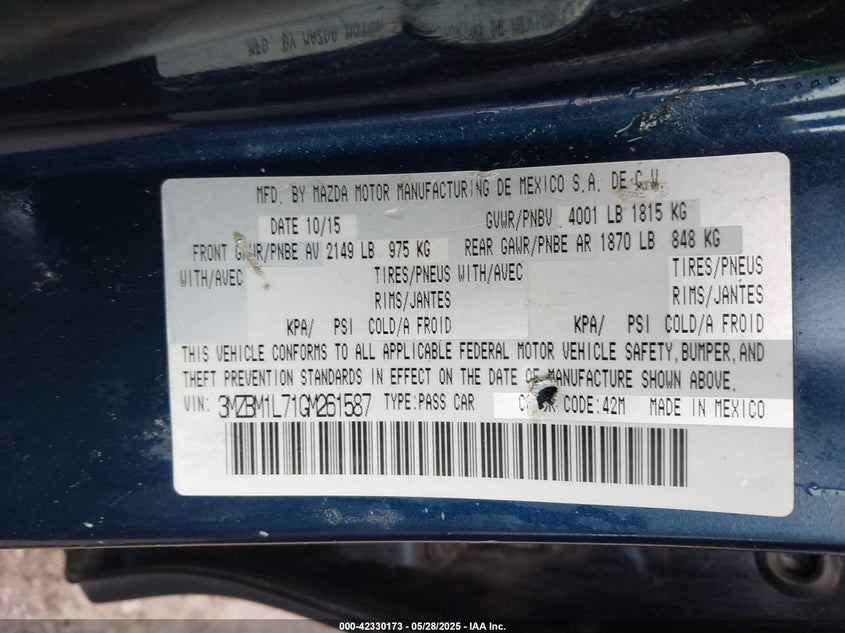 MFD. BY MAZDA MOTOR MANUFACTURING DE MEXICO S.A. DE C.V.
DATE 10/15 GVWR/PNBV 4001 LB 1815 KG
FRONT GAWR/PNBE AV 2149 LB 975 KG REAR GAWR/PNBE AR 1870 LB 848 KG
WITH/AVEC TIRES/PNEUS WITH/AVEC TIRES/PNEUS
RIMS/JANTES RIMS/JANTES
KPA/ PSI COLD/A FROID KPA/ PSI COLD/A FROID
THIS VEHICLE CONFORMS TO ALL APPLICABLE FEDERAL MOTOR VEHICLE SAFETY, BUMPER, AND
THEFT PREVENTION STANDARDS IN EFFECT ON THE DATE OF MANUFACTURE SHOWN ABOVE.
VIN: 3MZBM1L71GM261587 TYPE:PASS CAR COLOR CODE:42M MADE IN MEXICO
000-42330173 — 05/28/2025 — IAA Inc.